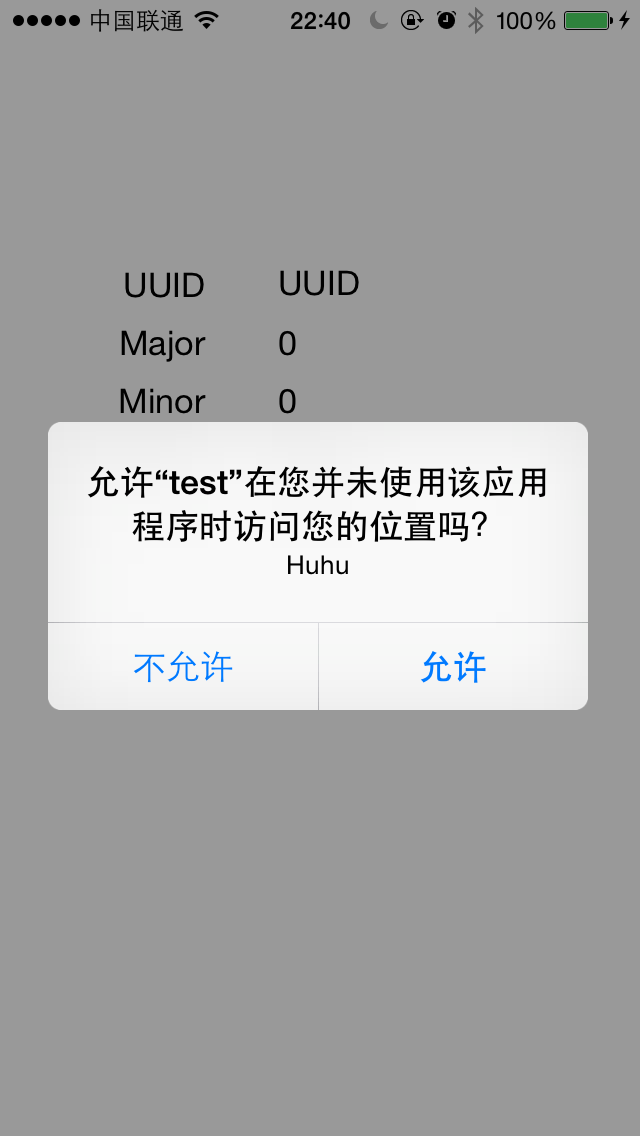 中国联通 22:40 100%
UUID UUID
Major 0
Minor 0
允许“test”在您并未使用该应用
程序时访问您的位置吗？
Huhu
不允许 允许